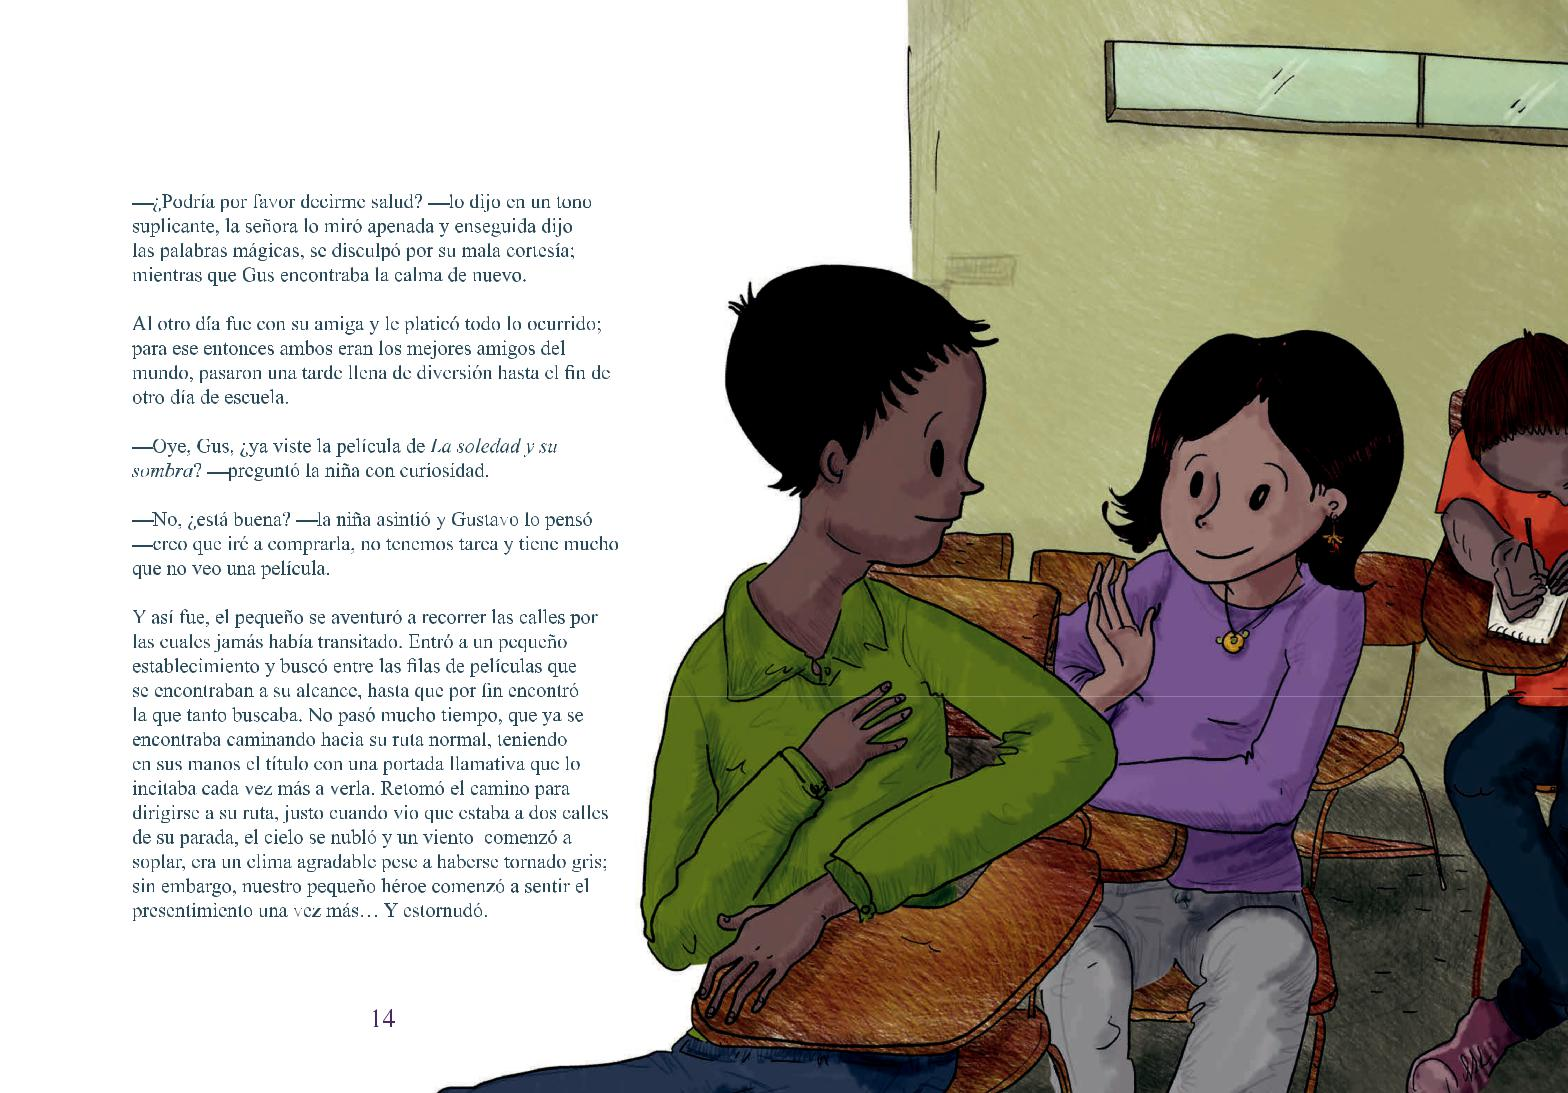 —¿Podría por favor decirme salud? —lo dijo en un tono
suplicante, la señora lo miró apenada y enseguida dijo
las palabras mágicas, se disculpó por su mala cortesía;
mientras que Gus encontraba la calma de nuevo.
Al otro día fue con su amiga y le platicó todo lo ocurrido;
para ese entonces ambos eran los mejores amigos del
mundo, pasaron una tarde llena de diversión hasta el fin de
otro día de escuela.
—Oye, Gus, ¿ya viste la película de La soledad y su
sombra? —preguntó la niña con curiosidad.
—No, ¿está buena? —la niña asintió y Gustavo lo pensó
—creo que iré a comprarla, no tenemos tarea y tiene mucho
que no veo una película.
Y así fue, el pequeño se aventuró a recorrer las calles por
las cuales jamás había transitado. Entró a un pequeño
establecimiento y buscó entre las filas de películas que
se encontraban a su alcance, hasta que por fin encontró
la que tanto buscaba. No pasó mucho tiempo, que ya se
encontraba caminando hacia su ruta normal, teniendo
en sus manos el título con una portada llamativa que lo
incitaba cada vez más a verla. Retomó el camino para
dirigirse a su ruta, justo cuando vio que estaba a dos calles
de su parada, el cielo se nubló y un viento comenzó a
soplar, era un clima agradable pese a haberse tornado gris;
sin embargo, nuestro pequeño héroe comenzó a sentir el
presentimiento una vez más… Y estornudó.
14